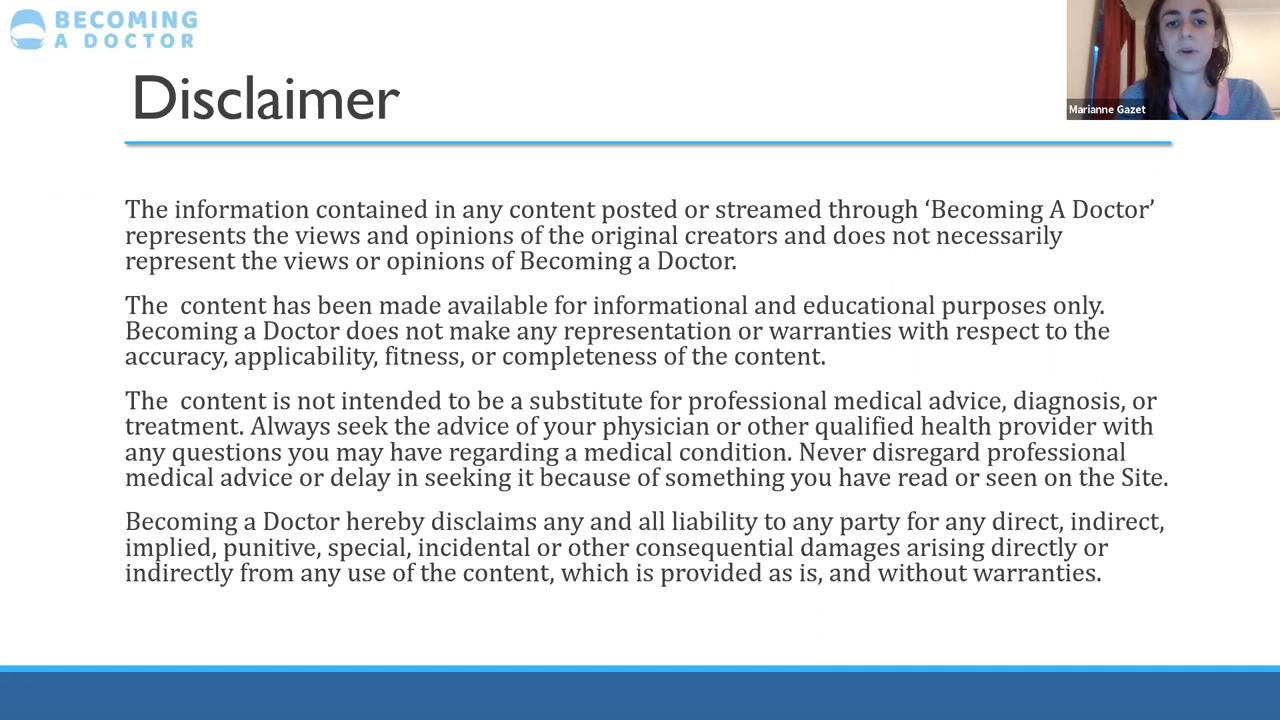 BECOMING
A DOCTOR
Disclaimer
Marianne Gazet
The information contained in any content posted or streamed through ‘Becoming A Doctor’
represents the views and opinions of the original creators and does not necessarily
represent the views or opinions of Becoming a Doctor.
The  content has been made available for informational and educational purposes only.
Becoming a Doctor does not make any representation or warranties with respect to the
accuracy, applicability, fitness, or completeness of the content.
The  content is not intended to be a substitute for professional medical advice, diagnosis, or
treatment. Always seek the advice of your physician or other qualified health provider with
any questions you may have regarding a medical condition. Never disregard professional
medical advice or delay in seeking it because of something you have read or seen on the Site.
Becoming a Doctor hereby disclaims any and all liability to any party for any direct, indirect,
implied, punitive, special, incidental or other consequential damages arising directly or
indirectly from any use of the content, which is provided as is, and without warranties.